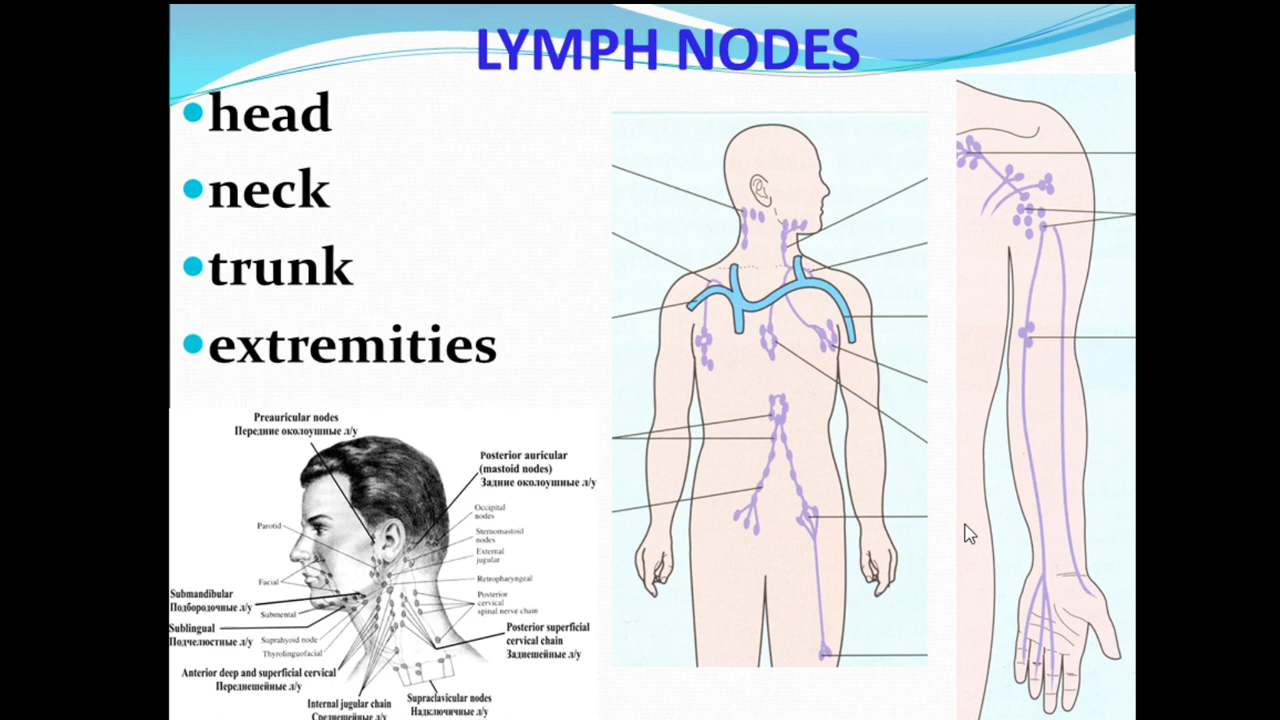 LYMPH NODES
•head
•neck
•trunk
•extremities
Preauricular nodes
Передние околоушные л/у
Posterior auricular
(mastoid nodes)
Задние околоушные л/у
Occipital
nodes
Sternomastoid
nodes
External
jugular
Retropharyngeal
Posterior
cervical
spinal nerve chain
Posterior superficial
cervical chain
Заднешейные л/у
Parotid
Facial
Submandibular
Подбородочные л/у
Submental
Sublingual
Подчелюстные л/у
Suprahyoid node
Thyrolinguofacial
Anterior deep and superficial cervical
Переднешейные л/у
Internal jugular chain
Среднешейные л/у
Supraclavicular nodes
Надключичные л/у